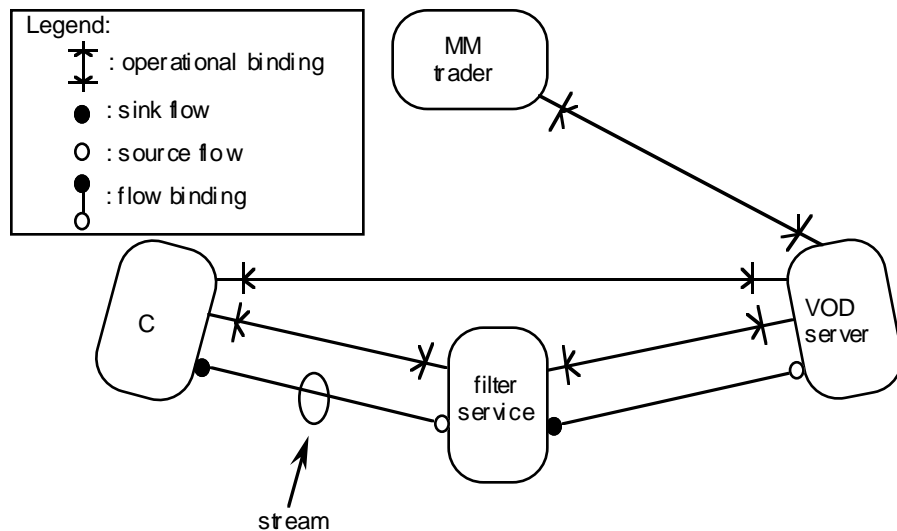 Legend:
: operational binding
: sink flow
: source flow
: flow binding
MM
trader
C
VOD
server
filter
service
stream